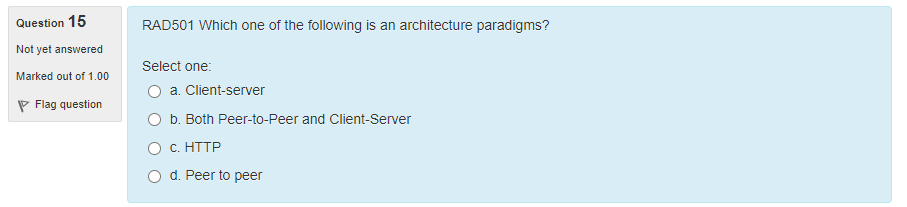 Question 15
Not yet answered
Marked out of 1.00
Flag question
RAD501 Which one of the following is an architecture paradigms?
Select one:
a. Client-server
b. Both Peer-to-Peer and Client-Server
c. HTTP
d. Peer to peer